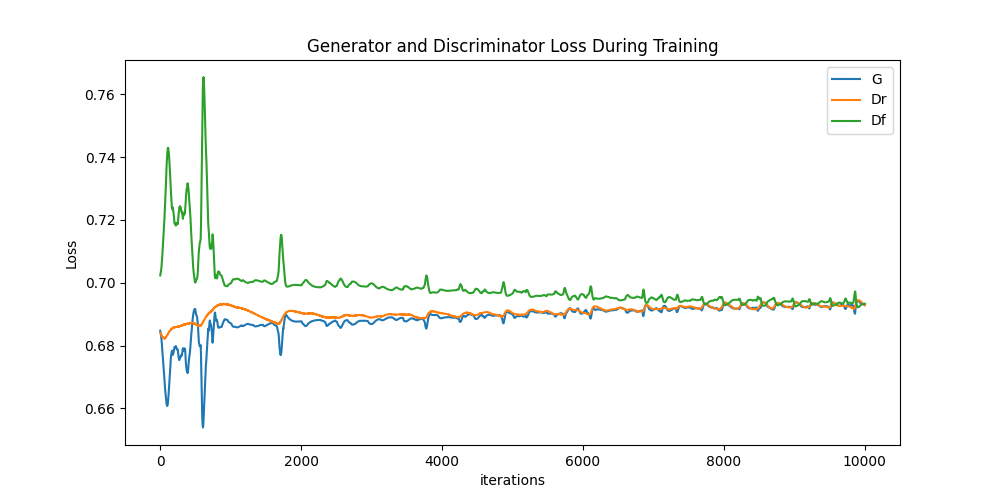 Generator and Discriminator Loss During Training
G
Dr
Df
0.76
0.74
0.72
0.70
0.68
0.66
Loss
0
2000
4000
6000
8000
10000
iterations